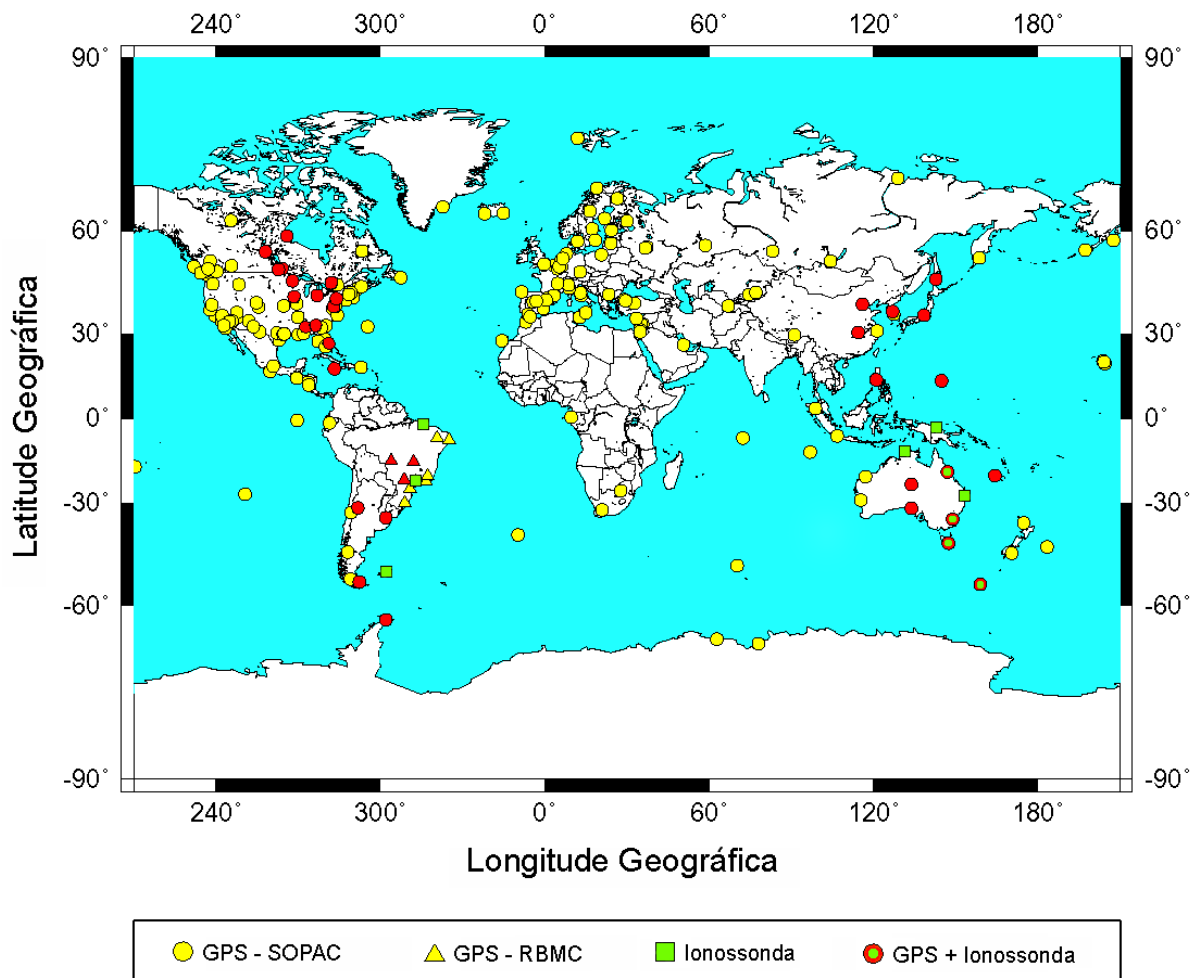 240˚ 300˚ 0˚ 60˚ 120˚ 180˚
90˚ 90˚
60˚ 60˚
30˚ 30˚
0˚ 0˚
-30˚ -30˚
-60˚ -60˚
-90˚ -90˚
Latitude Geográfica
240˚ 300˚ 0˚ 60˚ 120˚ 180˚
Longitude Geográfica
GPS - SOPAC GPS - RBMC Ionossonda GPS + Ionossonda